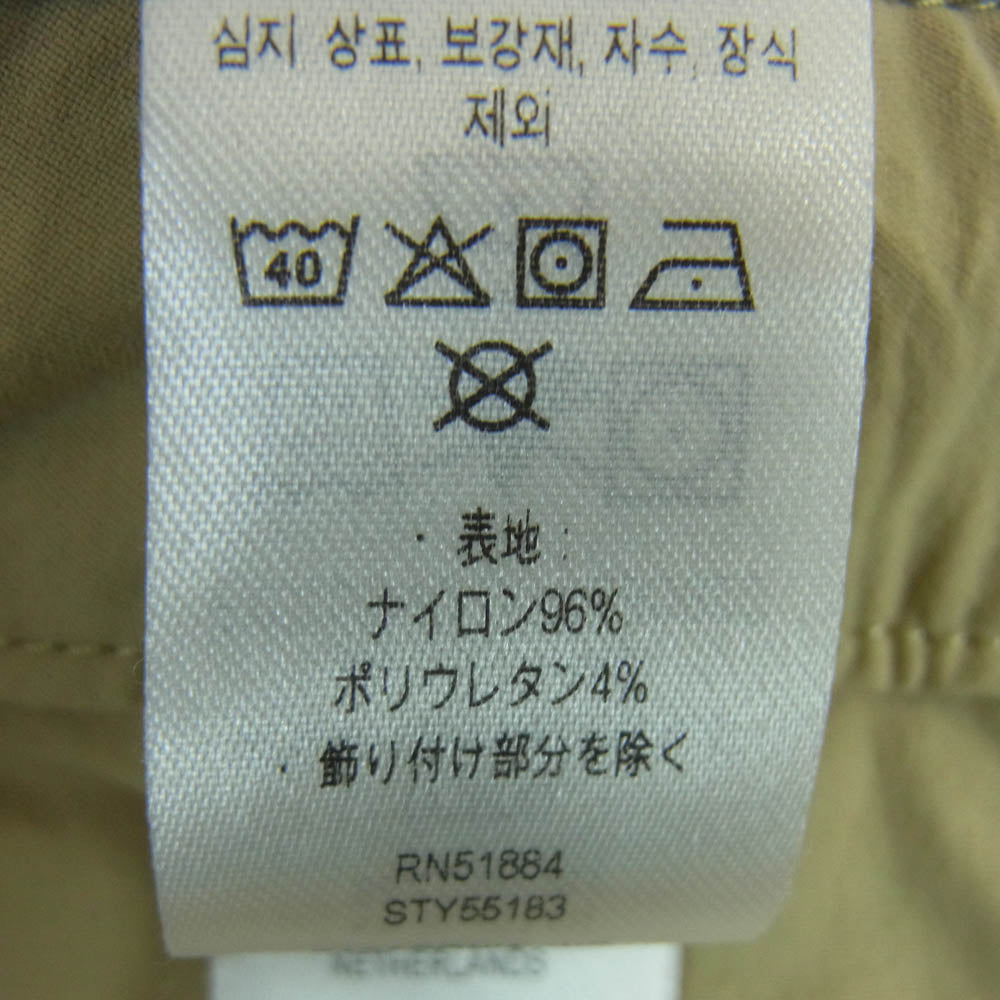 심지 상표, 보강재, 자수, 장식
제외
40
・表地:
ナイロン96%
ポリウレタン4%
・飾り付け部分を除く
RN51884
STY55183
NETHERLANDS